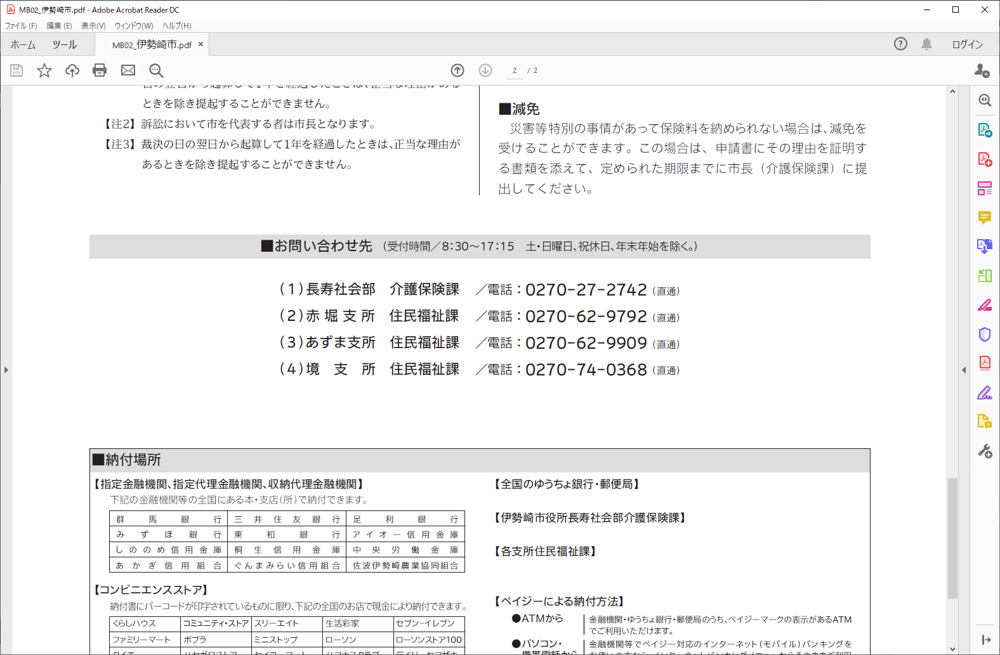 MB02_伊勢崎市.pdf - Adobe Acrobat Reader DC
ファイル(F) 編集(E) 表示(V) ウィンドウ(W) ヘルプ(H)
ホーム ツール MB02_伊勢崎市.pdf × ログイン
2 / 2
ときを除き提起することができません。
【注2】訴訟において市を代表する者は市長となります。
【注3】裁決の日の翌日から起算して1年を経過したときは、正当な理由が
あるときを除き提起することができません。
■減免
災害等特別の事情があって保険料を納められない場合は、減免を
受けることができます。この場合は、申請書にその理由を証明す
る書類を添えて、定められた期限までに市長（介護保険課）に提
出してください。
■お問い合わせ先 （受付時間／8：30～17：15 土・日曜日、祝休日、年末年始を除く。）
（1）長寿社会部 介護保険課 ／電話：0270-27-2742（直通）
（2）赤堀支所 住民福祉課 ／電話：0270-62-9792（直通）
（3）あずま支所 住民福祉課 ／電話：0270-62-9909（直通）
（4）境支所 住民福祉課 ／電話：0270-74-0368（直通）
■納付場所
【指定金融機関、指定代理金融機関、収納代理金融機関】
下記の金融機関等の全国にある本・支店（所）で納付できます。
群馬銀行 三井住友銀行 足利銀行
みずほ銀行 東和銀行 アイオー信用金庫
しののめ信用金庫 桐生信用金庫 中央労働金庫
あかぎ信用組合 ぐんまみらい信用組合 佐波伊勢崎農業協同組合
【コンビニエンスストア】
納付書にバーコードが印字されているものに限り、下記の全国のお店で現金により納付できます。
くらしハウス コミュニティ・ストア スリーエイト 生活彩家 セブン-イレブン
ファミリーマート ポプラ ミニストップ ローソン ローソンストア100
【全国のゆうちょ銀行・郵便局】
【伊勢崎市役所長寿社会部介護保険課】
【各支所住民福祉課】
【ペイジーによる納付方法】
●ATMから 金融機関・ゆうちょ銀行・郵便局のうち、ペイジーマークの表示があるATM
でご利用いただけます。
●パソコン・ 金融機関等でペイジー対応のインターネット（モバイル）バンキングを